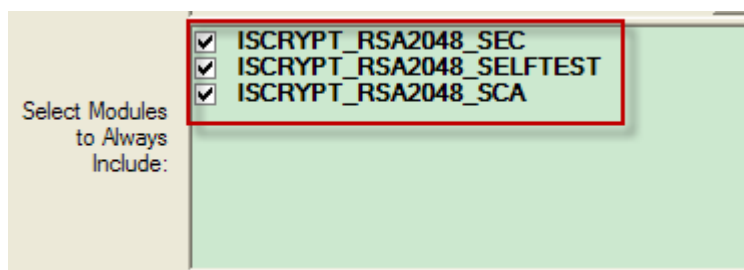 ISCRYPT_RSA2048_SEC
ISCRYPT_RSA2048_SELFTEST
ISCRYPT_RSA2048_SCA
Select Modules
to Always
Include: